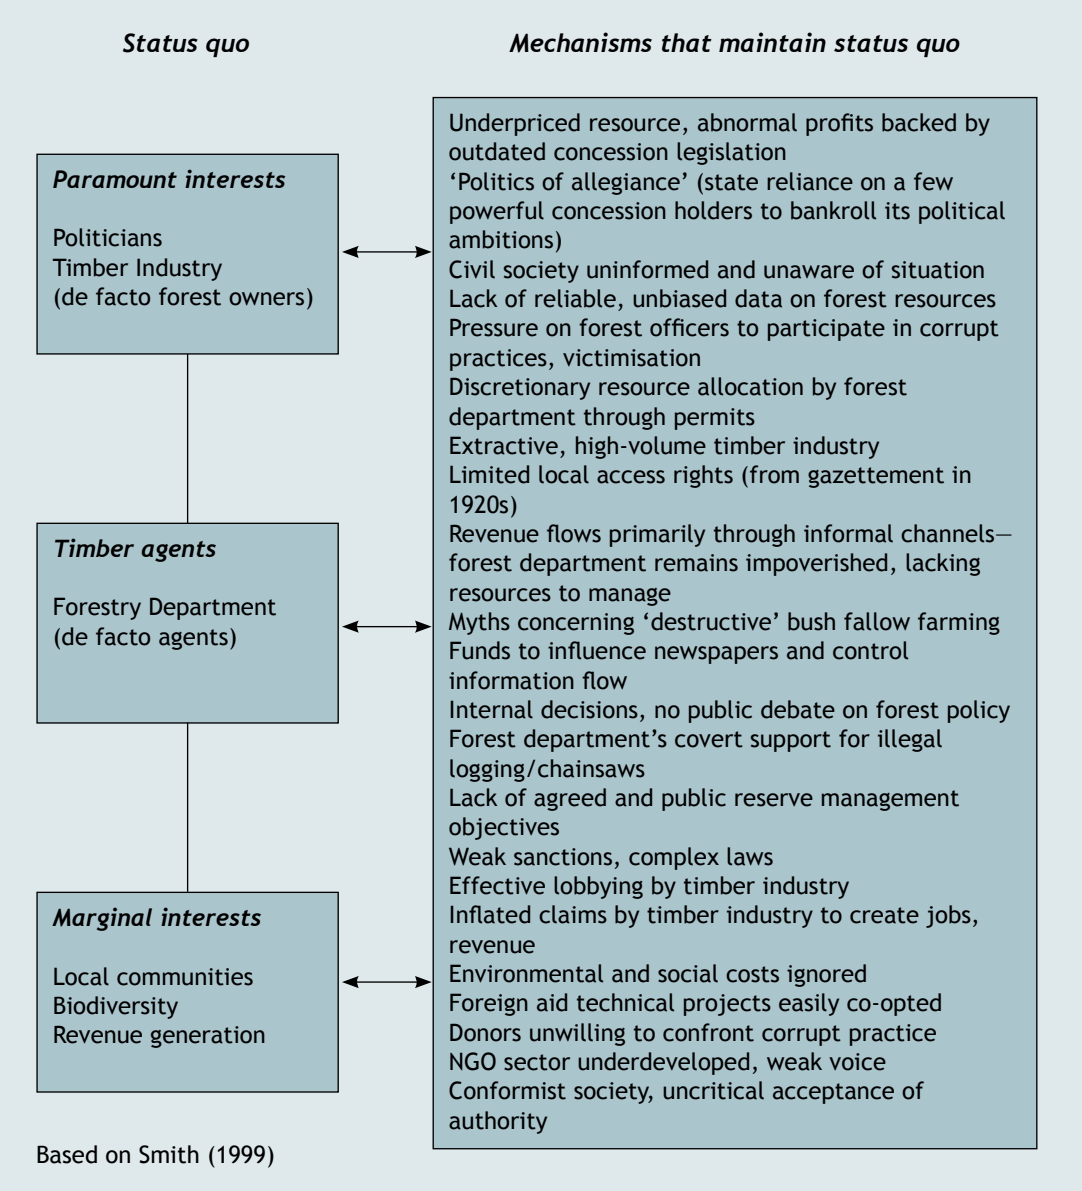 Status quo
Mechanisms that maintain status quo
Paramount interests
Politicians
Timber Industry
(de facto forest owners)
Timber agents
Forestry Department
(de facto agents)
Marginal interests
Local communities
Biodiversity
Revenue generation
Underpriced resource, abnormal profits backed by
outdated concession legislation
‘Politics of allegiance’ (state reliance on a few
powerful concession holders to bankroll its political
ambitions)
Civil society uninformed and unaware of situation
Lack of reliable, unbiased data on forest resources
Pressure on forest officers to participate in corrupt
practices, victimisation
Discretionary resource allocation by forest
department through permits
Extractive, high-volume timber industry
Limited local access rights (from gazettement in
1920s)
Revenue flows primarily through informal channels—
forest department remains impoverished, lacking
resources to manage
Myths concerning ‘destructive’ bush fallow farming
Funds to influence newspapers and control
information flow
Internal decisions, no public debate on forest policy
Forest department’s covert support for illegal
logging/chainsaws
Lack of agreed and public reserve management
objectives
Weak sanctions, complex laws
Effective lobbying by timber industry
Inflated claims by timber industry to create jobs,
revenue
Environmental and social costs ignored
Foreign aid technical projects easily co-opted
Donors unwilling to confront corrupt practice
NGO sector underdeveloped, weak voice
Conformist society, uncritical acceptance of
authority
Based on Smith (1999)